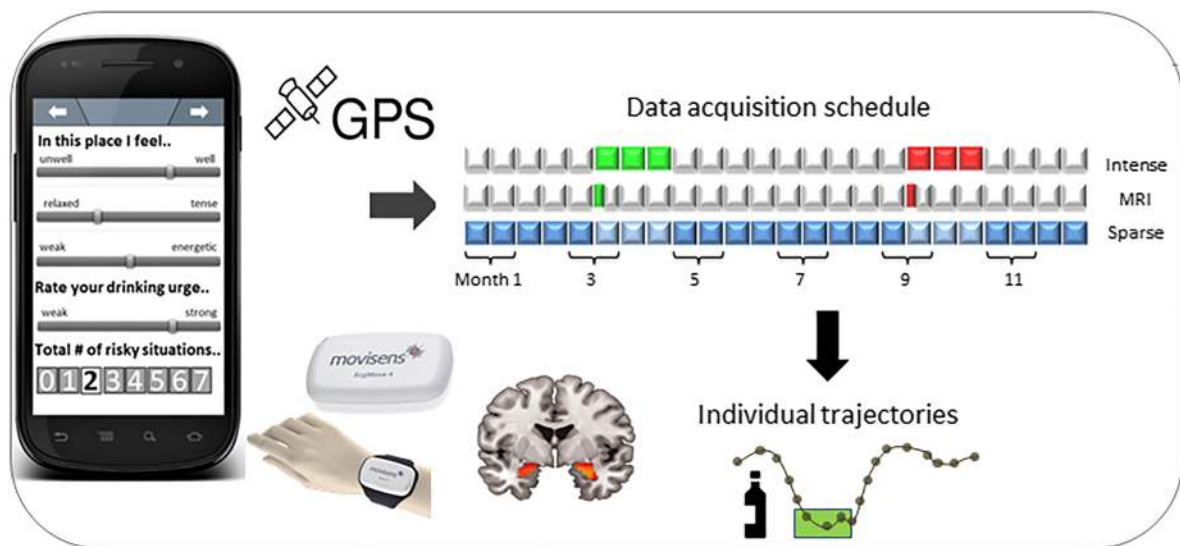 In this place I feel..
unwell well
relaxed tense
weak energetic
Rate your drinking urge..
weak strong
Total # of risky situations..
0 1 2 3 4 5 6 7
GPS
Data acquisition schedule
Intense
MRI
Sparse
Month 1 3 5 7 9 11
movisens
EcgMove 4
movisens
Individual trajectories